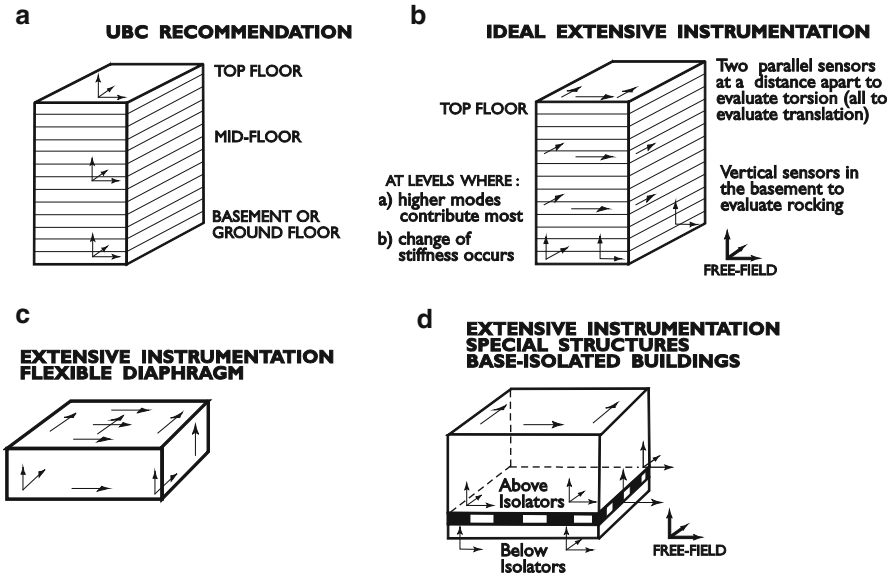 a
UBC RECOMMENDATION
TOP FLOOR
MID-FLOOR
BASEMENT OR
GROUND FLOOR
b
IDEAL EXTENSIVE INSTRUMENTATION
Two parallel sensors
at a distance apart to
evaluate torsion (all to
evaluate translation)
TOP FLOOR
AT LEVELS WHERE :
a) higher modes
contribute most
b) change of
stiffness occurs
Vertical sensors in
the basement to
evaluate rocking
FREE-FIELD
c
EXTENSIVE INSTRUMENTATION
FLEXIBLE DIAPHRAGM
d
EXTENSIVE INSTRUMENTATION
SPECIAL STRUCTURES
BASE-ISOLATED BUILDINGS
Above
Isolators
Below
Isolators
FREE-FIELD